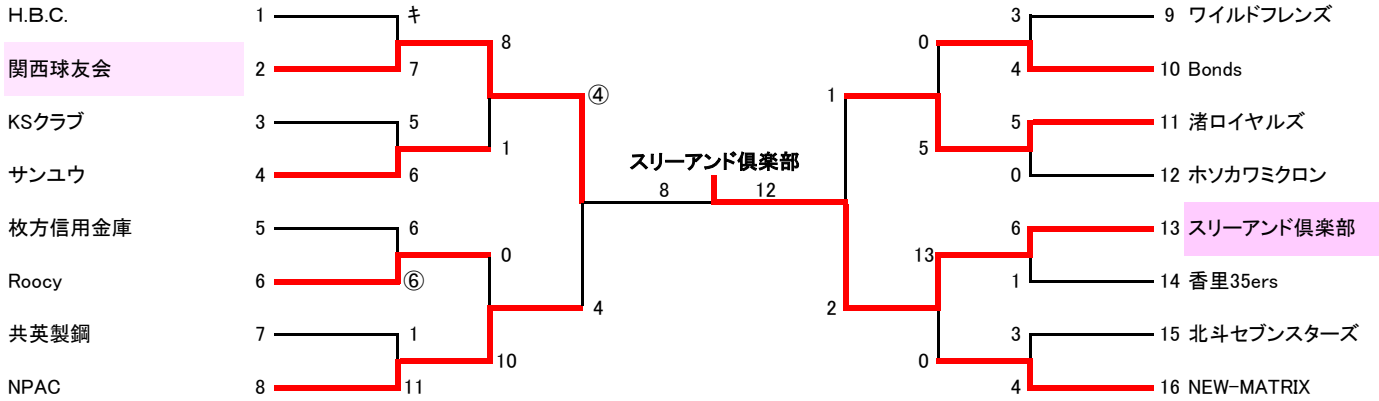 H.B.C. 1 キ 3 9 ワイルドフレンズ
8 0
関西球友会 2 7 4 10 Bonds
④ 1
KSクラブ 3 5 5 11 渚ロイヤルズ
1 5
サンユウ 4 6 0 12 ホソカワミクロン
スリーアンド倶楽部
8 12
枚方信用金庫 5 6 6 13 スリーアンド倶楽部
0 13
Roocy 6 ⑥ 1 14 香里35ers
4 2
共英製鋼 7 1 3 15 北斗セブンスターズ
10 0
NPAC 8 11 4 16 NEW-MATRIX